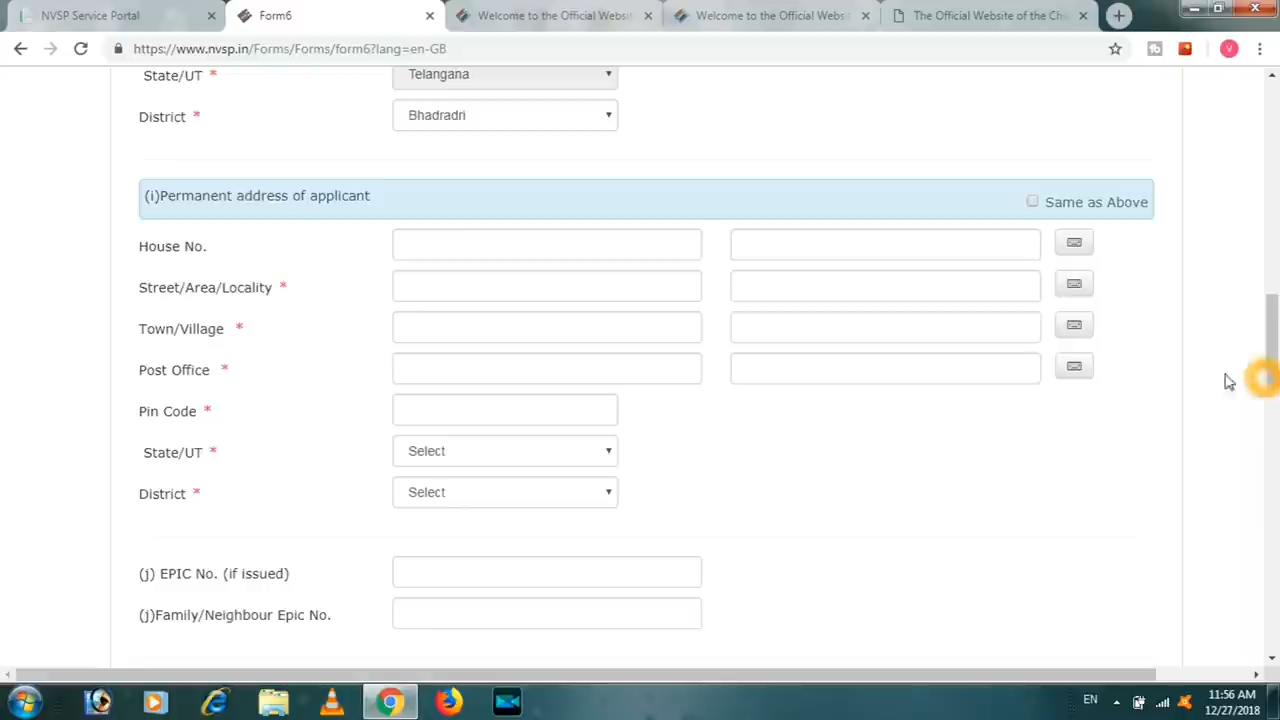 NVSP Service Portal
Form6
Welcome to the Official Websi
Welcome to the Official Websi
The Official Website of the Chi
https://www.nvsp.in/Forms/Forms/form6?lang=en-GB
V
State/UT * Telangana
District * Bhadradri
(i)Permanent address of applicant
Same as Above
House No.
Street/Area/Locality *
Town/Village *
Post Office *
Pin Code *
State/UT * Select
District * Select
(j) EPIC No. (if issued)
(j)Family/Neighbour Epic No.
EN
11:56 AM
12/27/2018